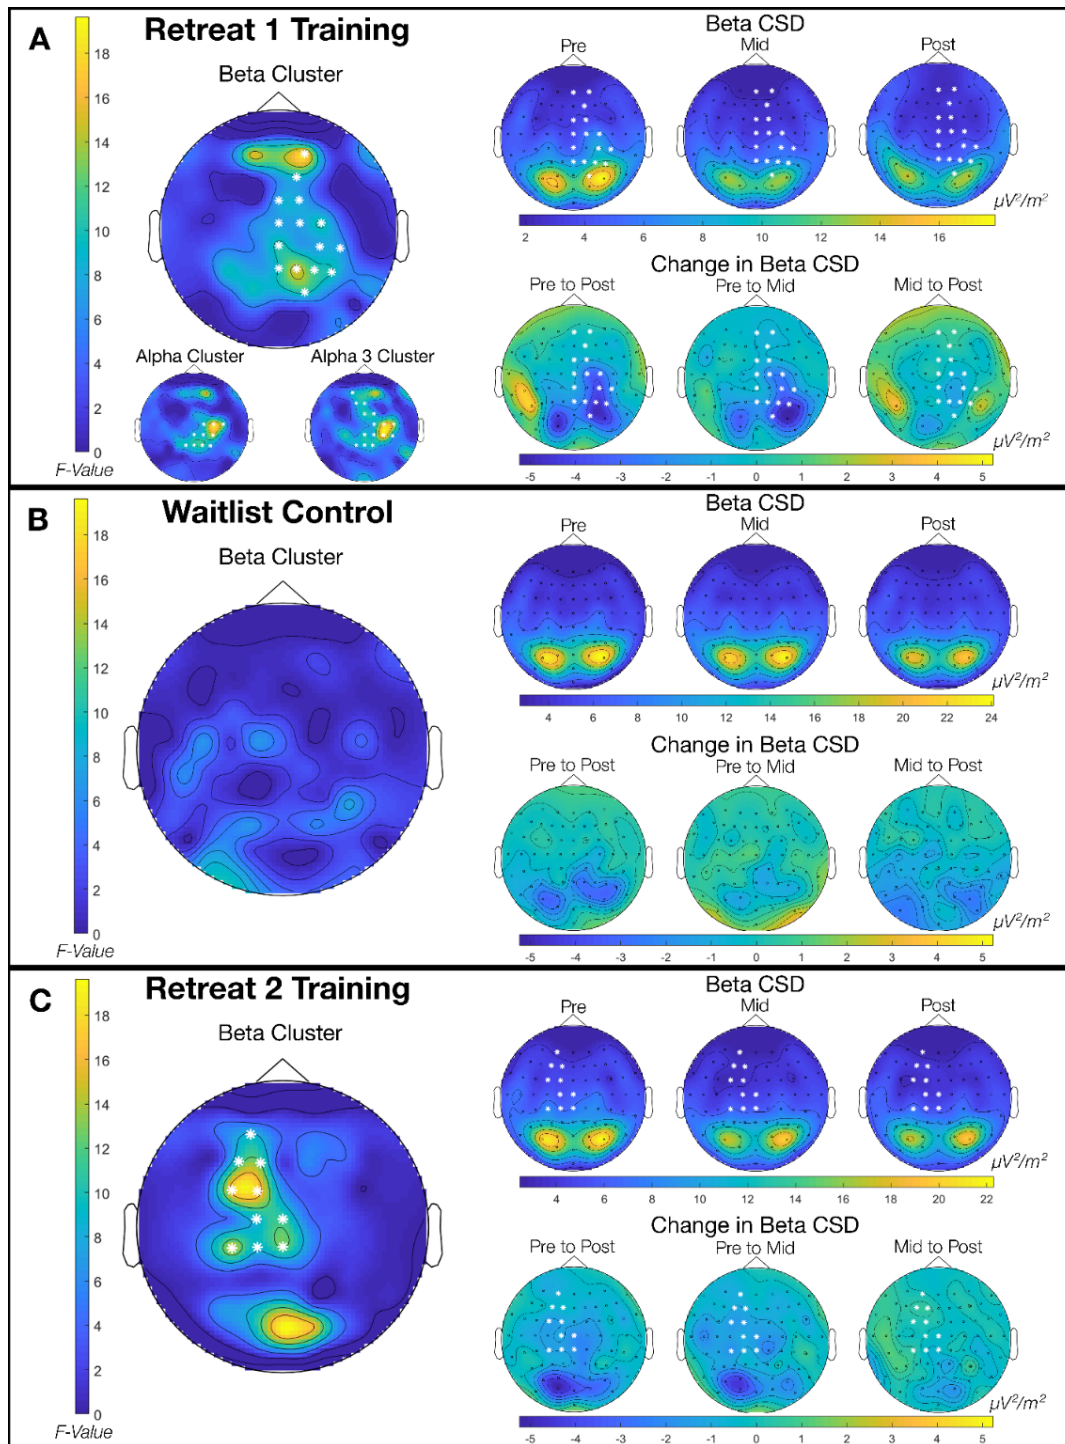 A
Retreat 1 Training
Beta Cluster
18
16
14
12
10
8
6
4
2
0
F-Value
Alpha Cluster
Alpha 3 Cluster
Beta CSD
Pre
Mid
Post
µV²/m²
2 4 6 8 10 12 14 16
Change in Beta CSD
Pre to Post
Pre to Mid
Mid to Post
µV²/m²
-5 -4 -3 -2 -1 0 1 2 3 4 5
B
Waitlist Control
Beta Cluster
18
16
14
12
10
8
6
4
2
0
F-Value
Beta CSD
Pre
Mid
Post
µV²/m²
4 6 8 10 12 14 16 18 20 22 24
Change in Beta CSD
Pre to Post
Pre to Mid
Mid to Post
µV²/m²
-5 -4 -3 -2 -1 0 1 2 3 4 5
C
Retreat 2 Training
Beta Cluster
18
16
14
12
10
8
6
4
2
0
F-Value
Beta CSD
Pre
Mid
Post
µV²/m²
4 6 8 10 12 14 16 18 20 22
Change in Beta CSD
Pre to Post
Pre to Mid
Mid to Post
µV²/m²
-5 -4 -3 -2 -1 0 1 2 3 4 5